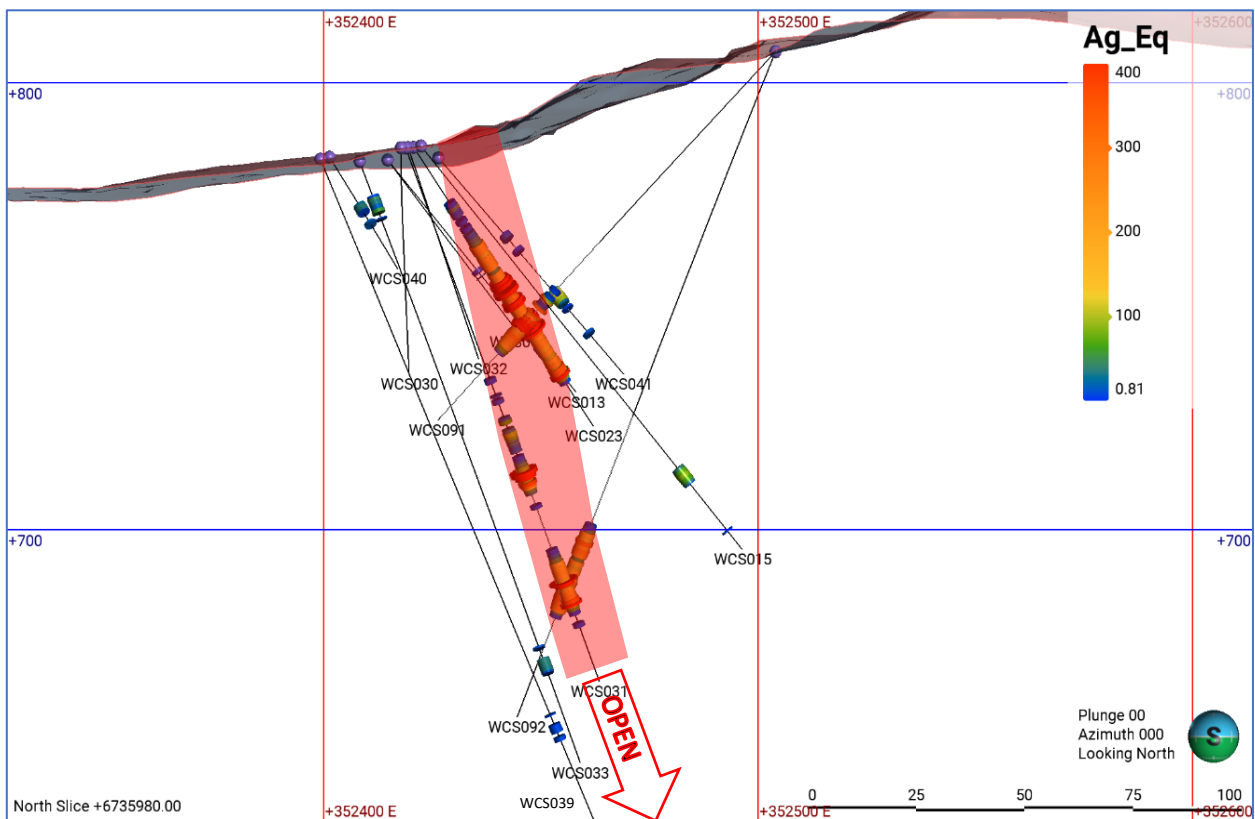 +352400 E
+352500 E
+352600
Ag_Eq
400
+800
+800
300
200
100
0.81
WCS040
WCS032
WCS030
WCS041
WCS013
WCS091
WCS023
+700
+700
WCS015
WCS031
OPEN
WCS092
WCS033
WCS039
Plunge 00
Azimuth 000
Looking North
S
0
25
50
75
100
North Slice +6735980.00
+352400 E
+352500 E